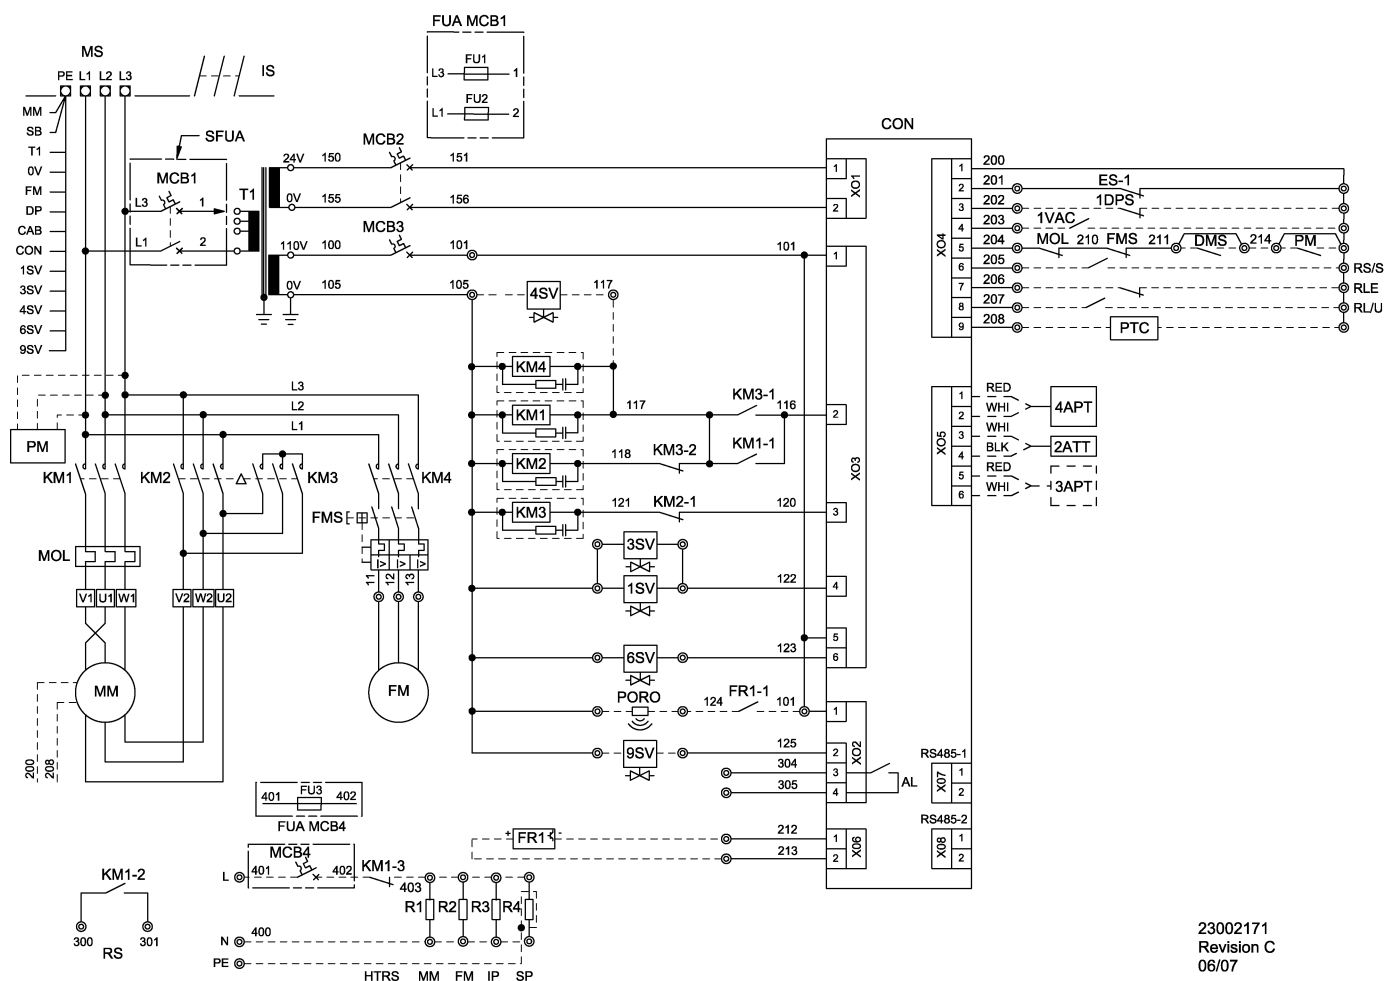 FUA MCB1
FU1
L3 1
FU2
L1 2
MS
PE L1 L2 L3
IS
MM
SB
T1
0V
FM
DP
CAB
CON
1SV
3SV
4SV
6SV
9SV
SFUA
MCB1
L3 1
L1 2
T1
24V 150 MCB2 151
0V 155 156
110V 100 MCB3 101 101
0V 105 105
4SV 117
KM4
KM1 117 KM3-1 116
KM2 118 KM3-2 KM1-1
KM3 121 KM2-1 120
3SV
1SV 122
6SV 123
PORO 124 FR1-1 101
9SV 125
304
305
AL
+ FR1 -
212
213
CON
XO1
1
2
XO3
1
2
3
4
5
6
XO2
1
2
3
4
X06
1
2
XO4
1 200
2 201 ES-1
3 202 1DPS
4 203 1VAC
5 204 MOL 210 FMS 211 DMS 214 PM
6 205 RS/S
7 206 RLE
8 207 RL/U
9 208 PTC
XO5
1 RED
2 WHI
4APT
3 WHI
4 BLK
2ATT
5 RED
6 WHI
3APT
RS485-1
X07
1
2
RS485-2
X08
1
2
L3
L2
L1
PM
KM1 KM2 △ KM3 KM4
FMS
I> I> I>
11 12 13
MOL
V1 U1 W1 V2 W2 U2
MM
FM
200 208
401 FU3 402
FUA MCB4
MCB4
L 401 402 KM1-3
403
R1 R2 R3 R4
N 400
PE
HTRS MM FM IP SP
KM1-2
300 301
RS
23002171
Revision C
06/07